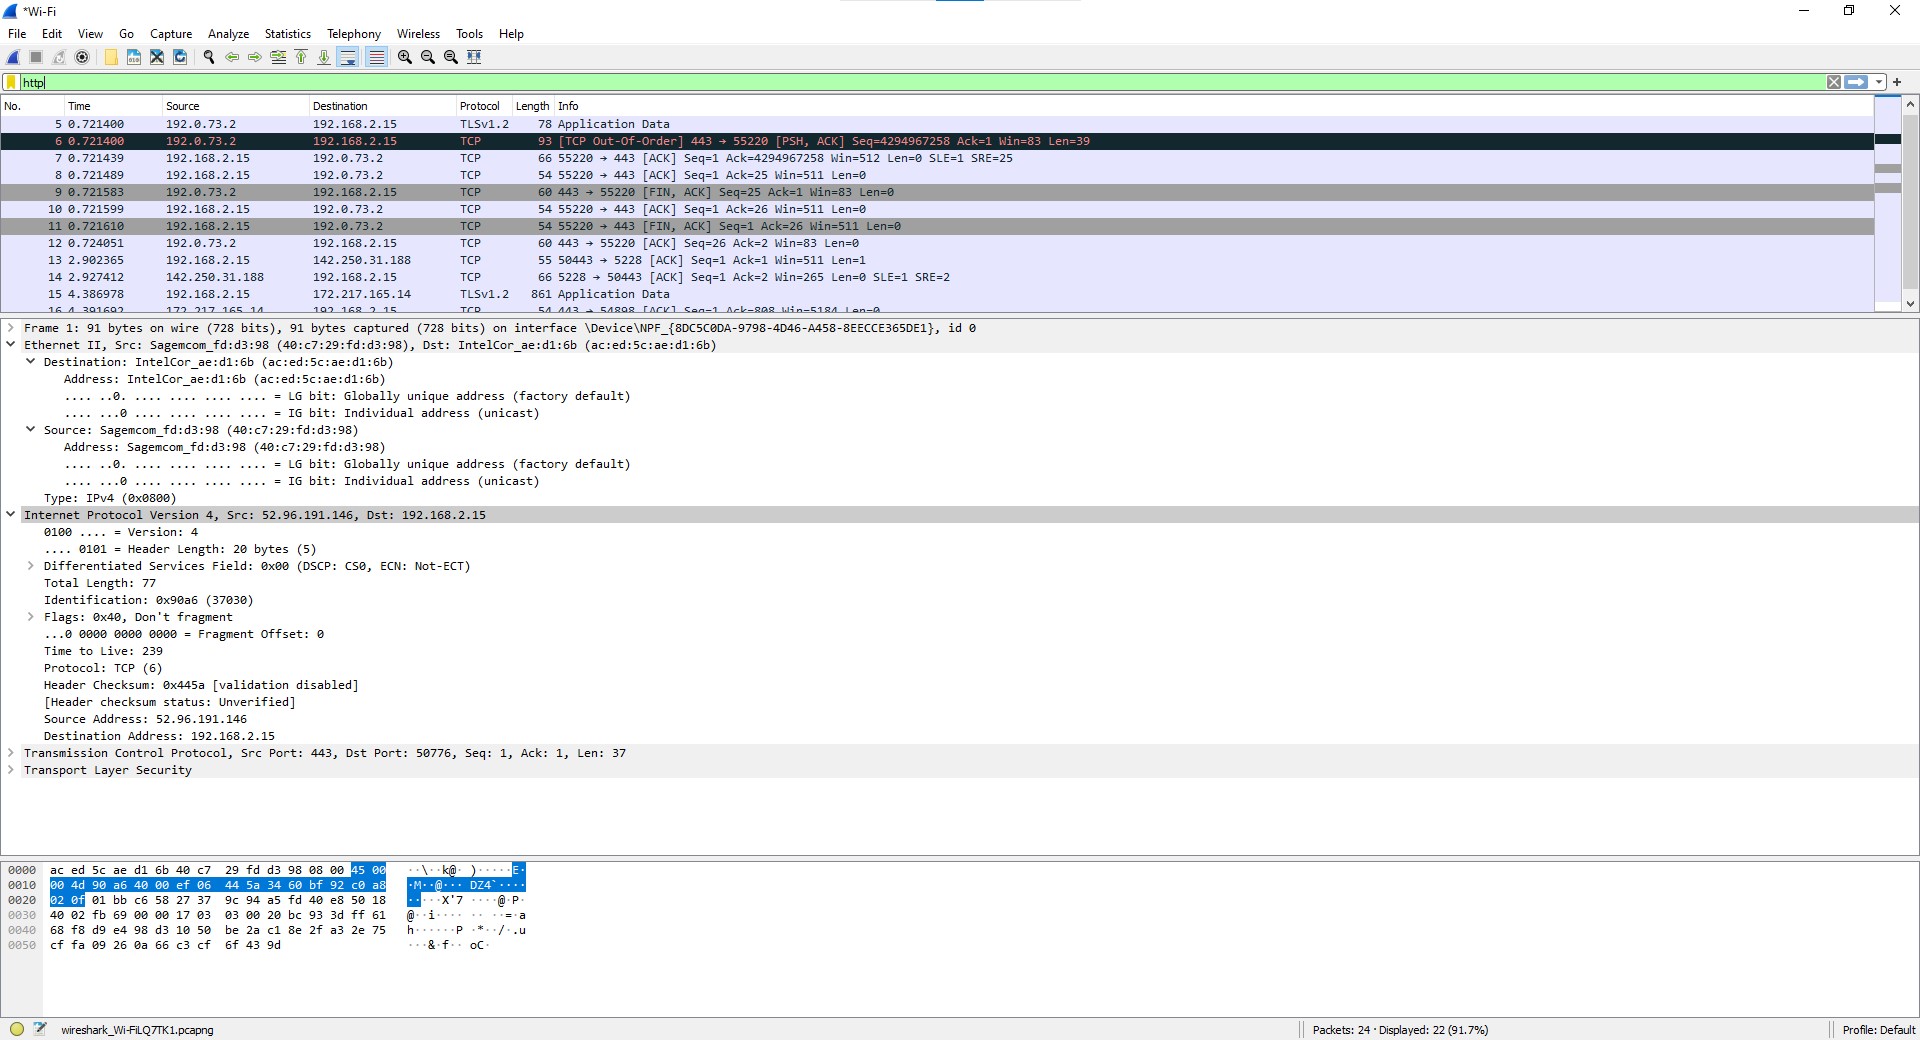 *Wi-Fi
File Edit View Go Capture Analyze Statistics Telephony Wireless Tools Help
http
No. Time Source Destination Protocol Length Info
5 0.721400 192.0.73.2 192.168.2.15 TLSv1.2 78 Application Data
6 0.721400 192.0.73.2 192.168.2.15 TCP 93 [TCP Out-Of-Order] 443 → 55220 [PSH, ACK] Seq=4294967258 Ack=1 Win=83 Len=39
7 0.721439 192.168.2.15 192.0.73.2 TCP 66 55220 → 443 [ACK] Seq=1 Ack=4294967258 Win=512 Len=0 SLE=1 SRE=25
8 0.721489 192.168.2.15 192.0.73.2 TCP 54 55220 → 443 [ACK] Seq=1 Ack=25 Win=511 Len=0
9 0.721583 192.0.73.2 192.168.2.15 TCP 60 443 → 55220 [FIN, ACK] Seq=25 Ack=1 Win=83 Len=0
10 0.721599 192.168.2.15 192.0.73.2 TCP 54 55220 → 443 [ACK] Seq=1 Ack=26 Win=511 Len=0
11 0.721610 192.168.2.15 192.0.73.2 TCP 54 55220 → 443 [FIN, ACK] Seq=1 Ack=26 Win=511 Len=0
12 0.724051 192.0.73.2 192.168.2.15 TCP 60 443 → 55220 [ACK] Seq=26 Ack=2 Win=83 Len=0
13 2.902365 192.168.2.15 142.250.31.188 TCP 55 50443 → 5228 [ACK] Seq=1 Ack=1 Win=511 Len=1
14 2.927412 142.250.31.188 192.168.2.15 TCP 66 5228 → 50443 [ACK] Seq=1 Ack=2 Win=265 Len=0 SLE=1 SRE=2
15 4.386978 192.168.2.15 172.217.165.14 TLSv1.2 861 Application Data
16 4.391692 172.217.165.14 192.168.2.15 TCP 54 443 → 54898 [ACK] Seq=1 Ack=808 Win=5184 Len=0
Frame 1: 91 bytes on wire (728 bits), 91 bytes captured (728 bits) on interface \Device\NPF_{8DC5C0DA-9798-4D46-A458-8EECCE365DE1}, id 0
Ethernet II, Src: Sagemcom_fd:d3:98 (40:c7:29:fd:d3:98), Dst: IntelCor_ae:d1:6b (ac:ed:5c:ae:d1:6b)
Destination: IntelCor_ae:d1:6b (ac:ed:5c:ae:d1:6b)
Address: IntelCor_ae:d1:6b (ac:ed:5c:ae:d1:6b)
.... ..0. .... .... .... .... = LG bit: Globally unique address (factory default)
.... ...0 .... .... .... .... = IG bit: Individual address (unicast)
Source: Sagemcom_fd:d3:98 (40:c7:29:fd:d3:98)
Address: Sagemcom_fd:d3:98 (40:c7:29:fd:d3:98)
.... ..0. .... .... .... .... = LG bit: Globally unique address (factory default)
.... ...0 .... .... .... .... = IG bit: Individual address (unicast)
Type: IPv4 (0x0800)
Internet Protocol Version 4, Src: 52.96.191.146, Dst: 192.168.2.15
0100 .... = Version: 4
.... 0101 = Header Length: 20 bytes (5)
Differentiated Services Field: 0x00 (DSCP: CS0, ECN: Not-ECT)
Total Length: 77
Identification: 0x90a6 (37030)
Flags: 0x40, Don't fragment
...0 0000 0000 0000 = Fragment Offset: 0
Time to Live: 239
Protocol: TCP (6)
Header Checksum: 0x445a [validation disabled]
[Header checksum status: Unverified]
Source Address: 52.96.191.146
Destination Address: 192.168.2.15
Transmission Control Protocol, Src Port: 443, Dst Port: 50776, Seq: 1, Ack: 1, Len: 37
Transport Layer Security
0000 ac ed 5c ae d1 6b 40 c7 29 fd d3 98 08 00 45 00 ··\··k@· )·····E·
0010 00 4d 90 a6 40 00 ef 06 44 5a 34 60 bf 92 c0 a8 ·M··@··· DZ4`····
0020 02 0f 01 bb c6 58 27 37 9c 94 a5 fd 40 e8 50 18 ·····X'7 ····@·P·
0030 40 02 fb 69 00 00 17 03 03 00 20 bc 93 3d ff 61 @··i···· ·· ··=·a
0040 68 f8 d9 e4 98 d3 10 50 be 2a c1 8e 2f a3 2e 75 h······P ·*··/·.u
0050 cf fa 09 26 0a 66 c3 cf 6f 43 9d ···&·f·· oC·
wireshark_Wi-FiLQ7TK1.pcapng Packets: 24 · Displayed: 22 (91.7%) Profile: Default